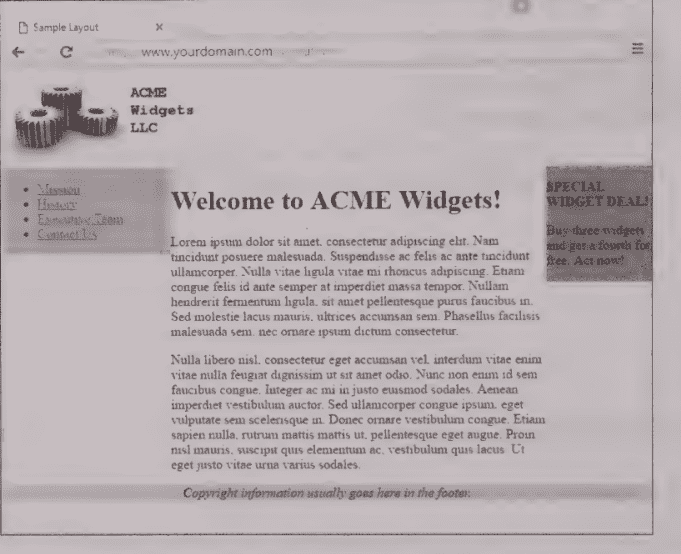 Sample Layout
www.yourdomain.com
ACME
Widgets
LLC
Mission
History
Executive Team
Contact Us
Welcome to ACME Widgets!
Lorem ipsum dolor sit amet, consectetur adipiscing elit. Nam
tincidunt posuere malesuada. Suspendisse ac felis ac ante tincidunt
ullamcorper. Nulla vitae ligula vitae mi rhoncus adipiscing. Etiam
congue felis id ante semper at imperdiet massa tempor. Nullam
hendrerit fermentum ligula, sit amet pellentesque purus faucibus in.
Sed molestie lacus mauris, ultrices accumsan sem. Phasellus facilisis
malesuada sem, nec ornare ipsum dictum consectetur.
Nulla libero nisl, consectetur eget accumsan vel, interdum vitae enim
vitae nulla feugiat dignissim ut sit amet odio. Nunc non enim id sem
faucibus congue. Integer ac mi in justo euismod sodales. Aenean
imperdiet vestibulum auctor. Sed ullamcorper congue ipsum, eget
vulputate sem scelerisque in. Donec ornare vestibulum congue. Etiam
sapien nulla, rutrum mattis mattis ut, pellentesque eget augue. Proin
nisl mauris, suscipit quis elementum ac, vestibulum quis lacus. Ut
eget justo vitae urna varius sodales.
SPECIAL
WIDGET DEAL!
Buy three widgets
and get a fourth for
free. Act now!
Copyright information usually goes here in the footer.